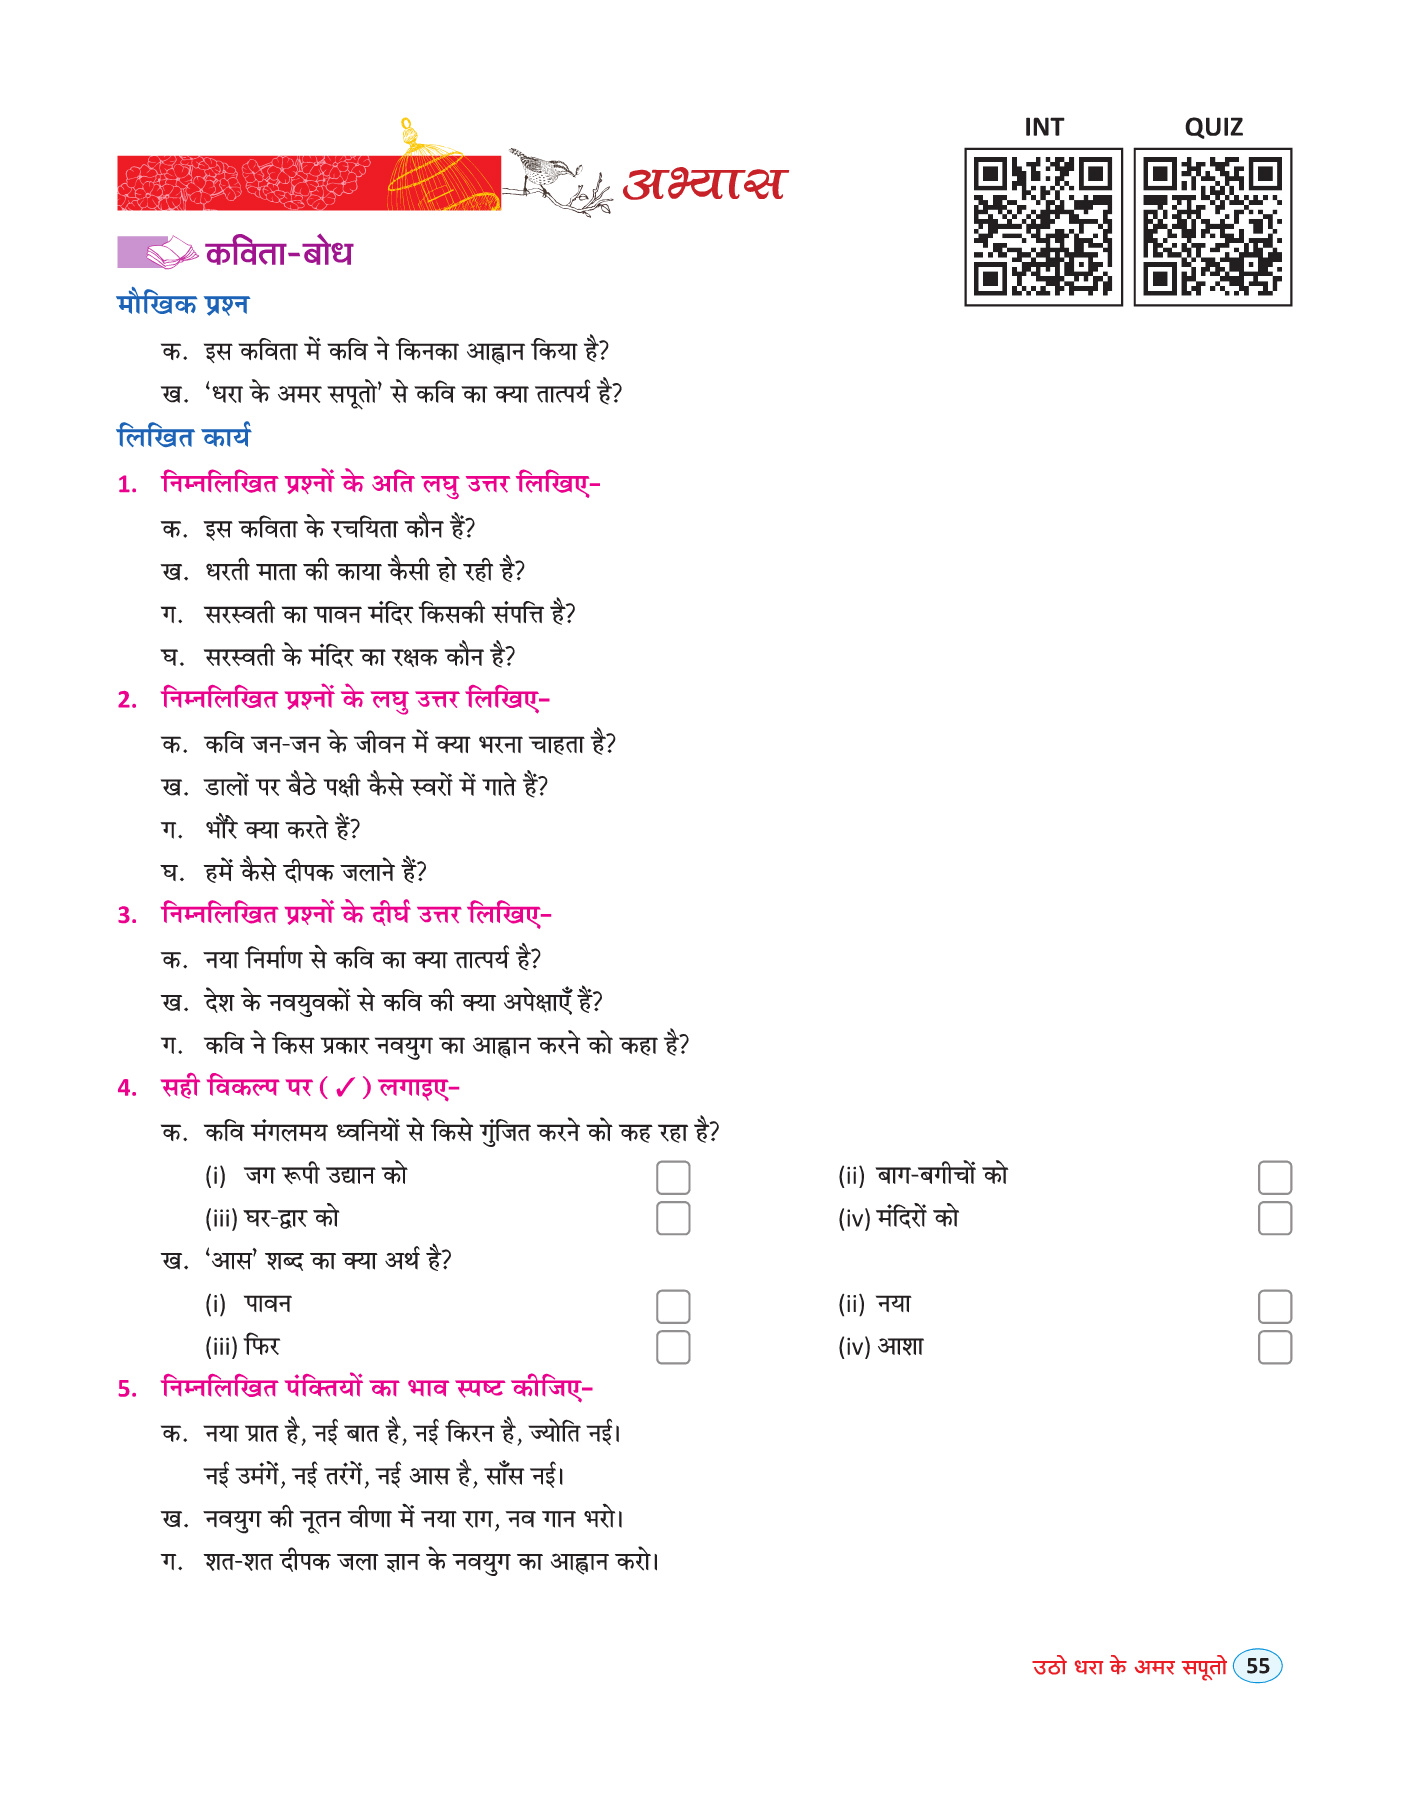 INT QUIZ
अभ्यास
कविता-बोध
मौखिक प्रश्न
क. इस कविता में कवि ने किनका आह्वान किया है?
ख. ‘धरा के अमर सपूतो’ से कवि का क्या तात्पर्य है?
लिखित कार्य
1. निम्नलिखित प्रश्नों के अति लघु उत्तर लिखिए–
क. इस कविता के रचयिता कौन हैं?
ख. धरती माता की काया कैसी हो रही है?
ग. सरस्वती का पावन मंदिर किसकी संपत्ति है?
घ. सरस्वती के मंदिर का रक्षक कौन है?
2. निम्नलिखित प्रश्नों के लघु उत्तर लिखिए–
क. कवि जन-जन के जीवन में क्या भरना चाहता है?
ख. डालों पर बैठे पक्षी कैसे स्वरों में गाते हैं?
ग. भौंरे क्या करते हैं?
घ. हमें कैसे दीपक जलाने हैं?
3. निम्नलिखित प्रश्नों के दीर्घ उत्तर लिखिए–
क. नया निर्माण से कवि का क्या तात्पर्य है?
ख. देश के नवयुवकों से कवि की क्या अपेक्षाएँ हैं?
ग. कवि ने किस प्रकार नवयुग का आह्वान करने को कहा है?
4. सही विकल्प पर (✓) लगाइए–
क. कवि मंगलमय ध्वनियों से किसे गुंजित करने को कह रहा है?
(i) जग रूपी उद्यान को (ii) बाग-बगीचों को
(iii) घर-द्वार को (iv) मंदिरों को
ख. ‘आस’ शब्द का क्या अर्थ है?
(i) पावन (ii) नया
(iii) फिर (iv) आशा
5. निम्नलिखित पंक्तियों का भाव स्पष्ट कीजिए–
क. नया प्रात है, नई बात है, नई किरन है, ज्योति नई।
नई उमंगें, नई तरंगें, नई आस है, साँस नई।
ख. नवयुग की नूतन वीणा में नया राग, नव गान भरो।
ग. शत-शत दीपक जला ज्ञान के नवयुग का आह्वान करो।
उठो धरा के अमर सपूतो 55